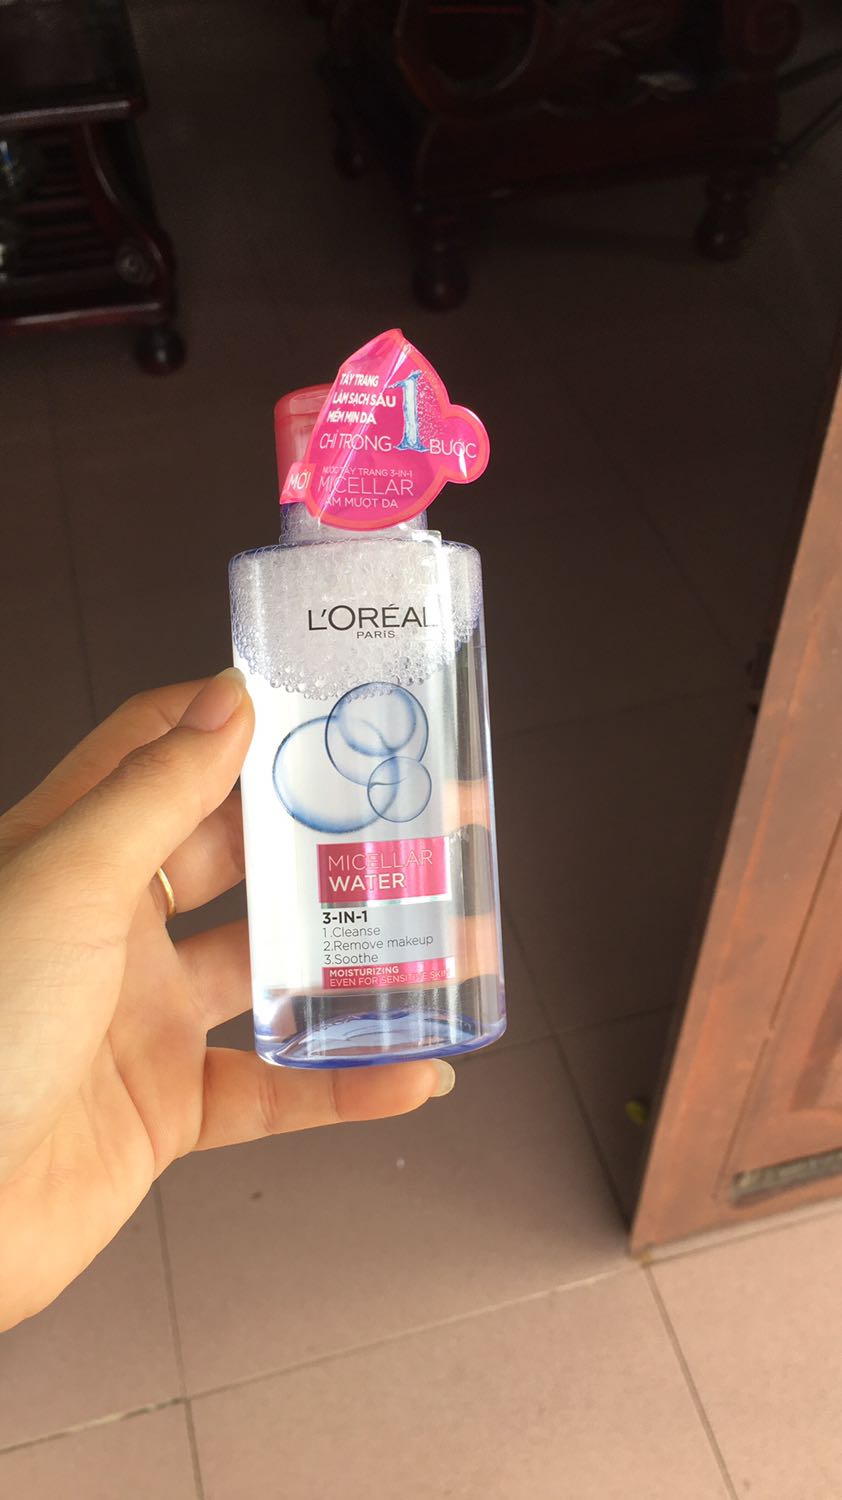 TẨY TRANG
LÀM SẠCH SÂU
MỀM MỊN DA
CHỈ TRONG 1 BƯỚC
MỚI
NƯỚC TẨY TRANG 3-IN-1
MICELLAR
LÀM MƯỢT DA
L'ORÉAL
PARIS
MICELLAR
WATER
3-IN-1
1.Cleanse
2.Remove makeup
3.Soothe
MOISTURIZING
EVEN FOR SENSITIVE SKIN